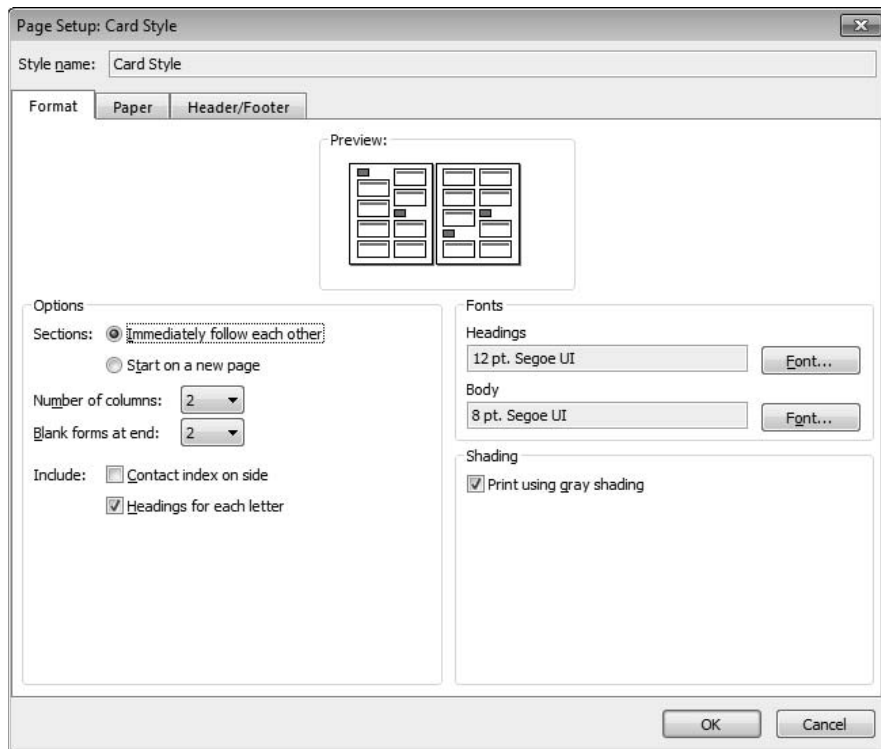 Page Setup: Card Style
Style name: Card Style
Format Paper Header/Footer
Preview:
Options
Sections: Immediately follow each other
Start on a new page
Number of columns: 2
Blank forms at end: 2
Include: Contact index on side
Headings for each letter
Fonts
Headings
12 pt. Segoe UI Font...
Body
8 pt. Segoe UI Font...
Shading
Print using gray shading
OK Cancel